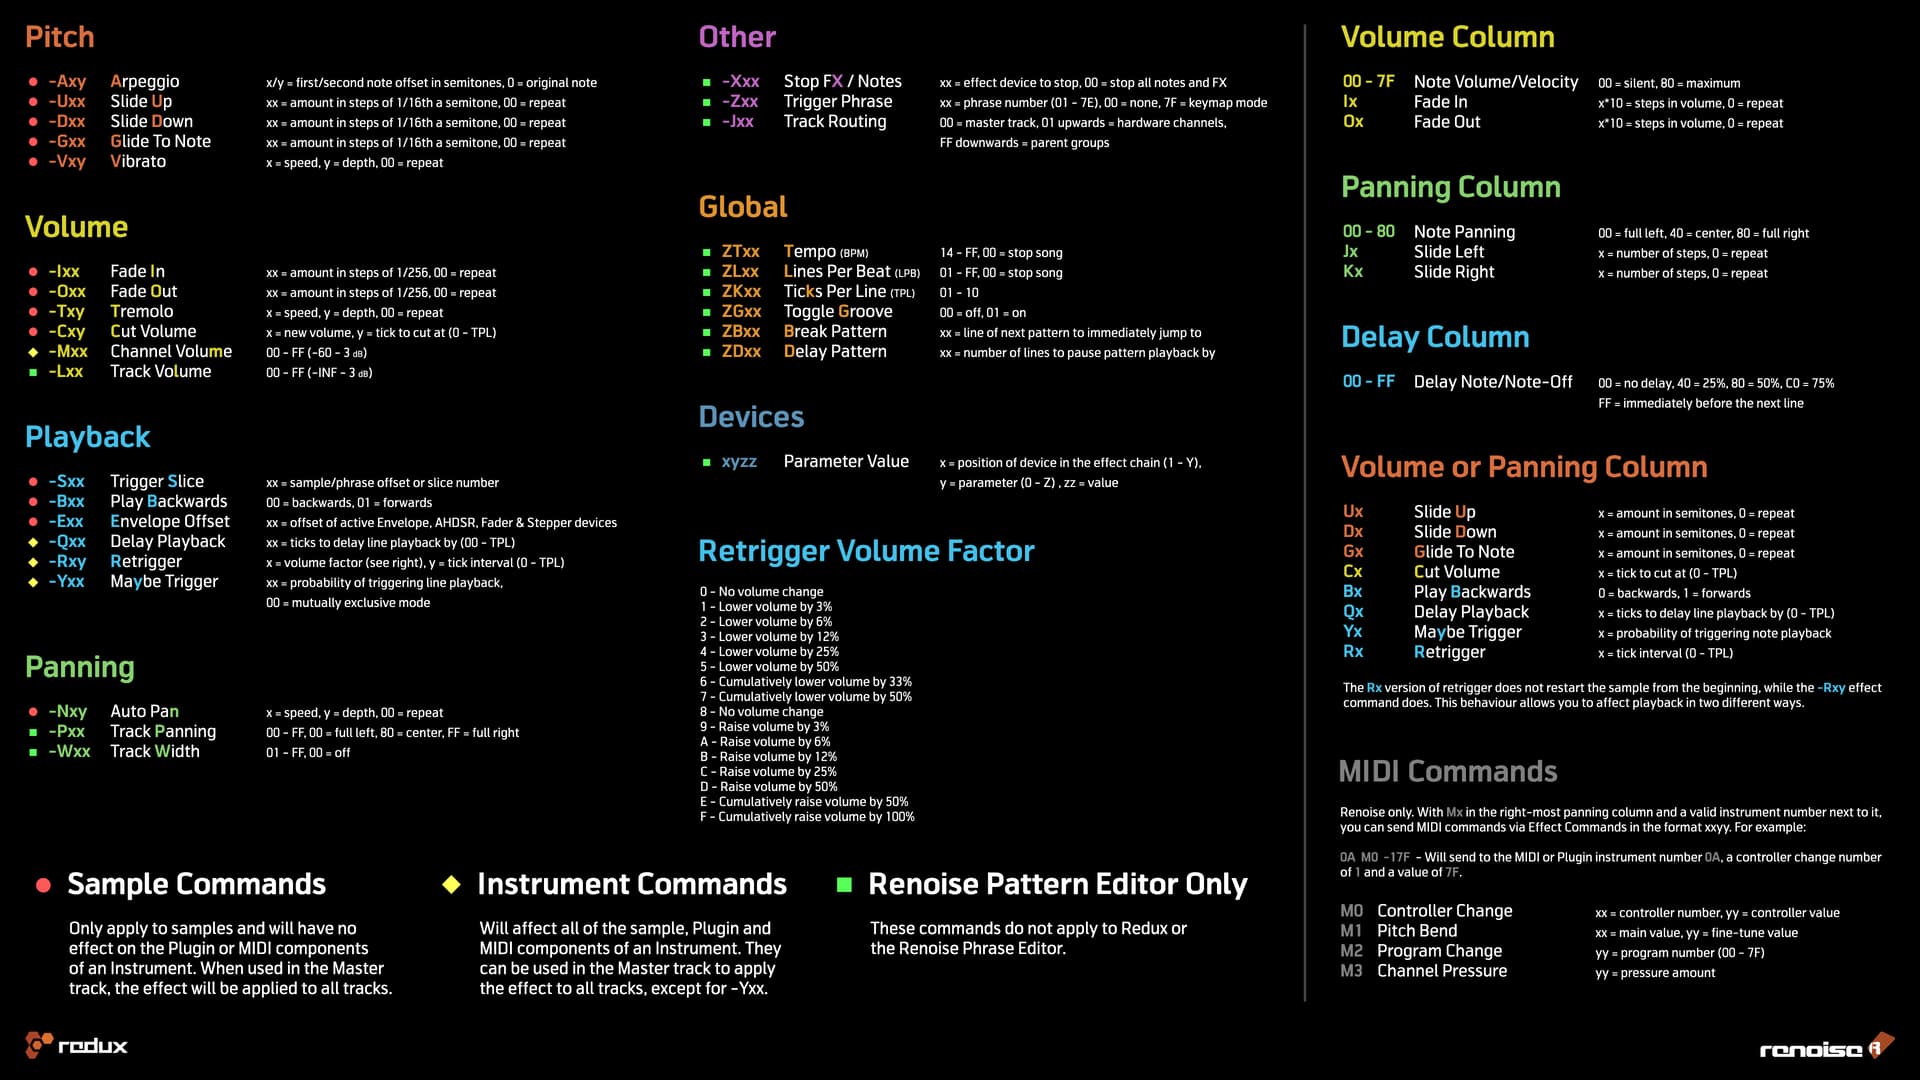 Pitch
-Axy Arpeggio x/y = first/second note offset in semitones, 0 = original note
-Uxx Slide Up xx = amount in steps of 1/16th a semitone, 00 = repeat
-Dxx Slide Down xx = amount in steps of 1/16th a semitone, 00 = repeat
-Gxx Glide To Note xx = amount in steps of 1/16th a semitone, 00 = repeat
-Vxy Vibrato x = speed, y = depth, 00 = repeat
Volume
-Ixx Fade In xx = amount in steps of 1/256, 00 = repeat
-Oxx Fade Out xx = amount in steps of 1/256, 00 = repeat
-Txy Tremolo x = speed, y = depth, 00 = repeat
-Cxy Cut Volume x = new volume, y = tick to cut at (0 - TPL)
-Mxx Channel Volume 00 - FF (-60 - 3 dB)
-Lxx Track Volume 00 - FF (-INF - 3 dB)
Playback
-Sxx Trigger Slice xx = sample/phrase offset or slice number
-Bxx Play Backwards 00 = backwards, 01 = forwards
-Exx Envelope Offset xx = offset of active Envelope, AHDSR, Fader & Stepper devices
-Qxx Delay Playback xx = ticks to delay line playback by (00 - TPL)
-Rxy Retrigger x = volume factor (see right), y = tick interval (0 - TPL)
-Yxx Maybe Trigger xx = probability of triggering line playback,
00 = mutually exclusive mode
Panning
-Nxy Auto Pan x = speed, y = depth, 00 = repeat
-Pxx Track Panning 00 - FF, 00 = full left, 80 = center, FF = full right
-Wxx Track Width 01 - FF, 00 = off
Other
-Xxx Stop FX / Notes xx = effect device to stop, 00 = stop all notes and FX
-Zxx Trigger Phrase xx = phrase number (01 - 7E), 00 = none, 7F = keymap mode
-Jxx Track Routing 00 = master track, 01 upwards = hardware channels,
FF downwards = parent groups
Global
ZTxx Tempo (BPM) 14 - FF, 00 = stop song
ZLxx Lines Per Beat (LPB) 01 - FF, 00 = stop song
ZKxx Ticks Per Line (TPL) 01 - 10
ZGxx Toggle Groove 00 = off, 01 = on
ZBxx Break Pattern xx = line of next pattern to immediately jump to
ZDxx Delay Pattern xx = number of lines to pause pattern playback by
Devices
xyzz Parameter Value x = position of device in the effect chain (1 - Y),
y = parameter (0 - Z) , zz = value
Retrigger Volume Factor
0 - No volume change
1 - Lower volume by 3%
2 - Lower volume by 6%
3 - Lower volume by 12%
4 - Lower volume by 25%
5 - Lower volume by 50%
6 - Cumulatively lower volume by 33%
7 - Cumulatively lower volume by 50%
8 - No volume change
9 - Raise volume by 3%
A - Raise volume by 6%
B - Raise volume by 12%
C - Raise volume by 25%
D - Raise volume by 50%
E - Cumulatively raise volume by 50%
F - Cumulatively raise volume by 100%
Sample Commands
Only apply to samples and will have no
effect on the Plugin or MIDI components
of an Instrument. When used in the Master
track, the effect will be applied to all tracks.
Instrument Commands
Will affect all of the sample, Plugin and
MIDI components of an Instrument. They
can be used in the Master track to apply
the effect to all tracks, except for -Yxx.
Renoise Pattern Editor Only
These commands do not apply to Redux or
the Renoise Phrase Editor.
Volume Column
00 - 7F Note Volume/Velocity 00 = silent, 80 = maximum
Ix Fade In x*10 = steps in volume, 0 = repeat
Ox Fade Out x*10 = steps in volume, 0 = repeat
Panning Column
00 - 80 Note Panning 00 = full left, 40 = center, 80 = full right
Jx Slide Left x = number of steps, 0 = repeat
Kx Slide Right x = number of steps, 0 = repeat
Delay Column
00 - FF Delay Note/Note-Off 00 = no delay, 40 = 25%, 80 = 50%, C0 = 75%
FF = immediately before the next line
Volume or Panning Column
Ux Slide Up x = amount in semitones, 0 = repeat
Dx Slide Down x = amount in semitones, 0 = repeat
Gx Glide To Note x = amount in semitones, 0 = repeat
Cx Cut Volume x = tick to cut at (0 - TPL)
Bx Play Backwards 0 = backwards, 1 = forwards
Qx Delay Playback x = ticks to delay line playback by (0 - TPL)
Yx Maybe Trigger x = probability of triggering note playback
Rx Retrigger x = tick interval (0 - TPL)
The Rx version of retrigger does not restart the sample from the beginning, while the -Rxy effect
command does. This behaviour allows you to affect playback in two different ways.
MIDI Commands
Renoise only. With Mx in the right-most panning column and a valid instrument number next to it,
you can send MIDI commands via Effect Commands in the format xxyy. For example:
0A M0 -17F - Will send to the MIDI or Plugin instrument number 0A, a controller change number
of 1 and a value of 7F.
M0 Controller Change xx = controller number, yy = controller value
M1 Pitch Bend xx = main value, yy = fine-tune value
M2 Program Change yy = program number (00 - 7F)
M3 Channel Pressure yy = pressure amount
redux
renoise R